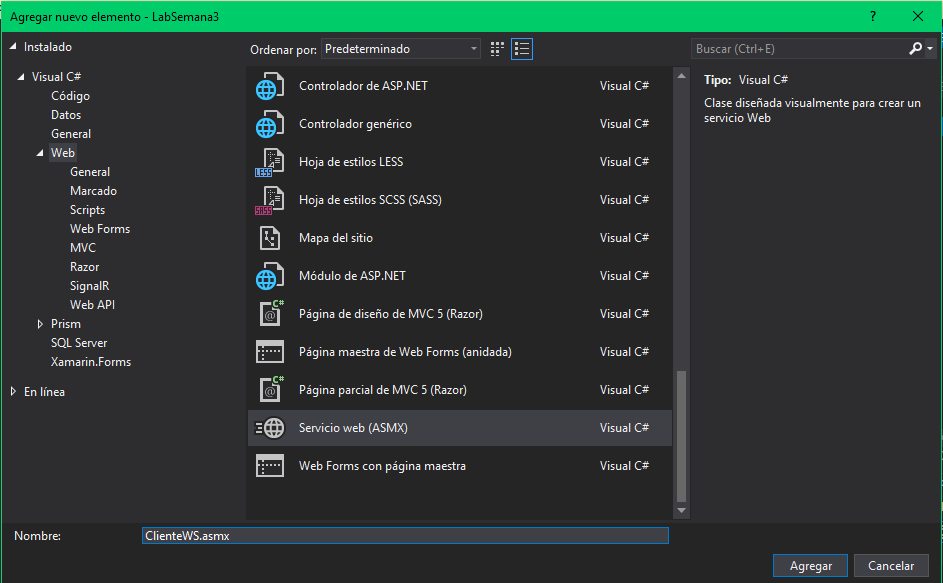 Agregar nuevo elemento - LabSemana3
?
Instalado
Visual C#
Código
Datos
General
Web
General
Marcado
Scripts
Web Forms
MVC
Razor
SignalR
Web API
Prism
SQL Server
Xamarin.Forms
En línea
Ordenar por: Predeterminado
Controlador de ASP.NET Visual C#
Controlador genérico Visual C#
LESS Hoja de estilos LESS Visual C#
Hoja de estilos SCSS (SASS) Visual C#
Mapa del sitio Visual C#
Módulo de ASP.NET Visual C#
C# @ Página de diseño de MVC 5 (Razor) Visual C#
Página maestra de Web Forms (anidada) Visual C#
C# @ Página parcial de MVC 5 (Razor) Visual C#
Servicio web (ASMX) Visual C#
Web Forms con página maestra Visual C#
Buscar (Ctrl+E)
Tipo: Visual C#
Clase diseñada visualmente para crear un
servicio Web
Nombre: ClienteWS.asmx
Agregar Cancelar